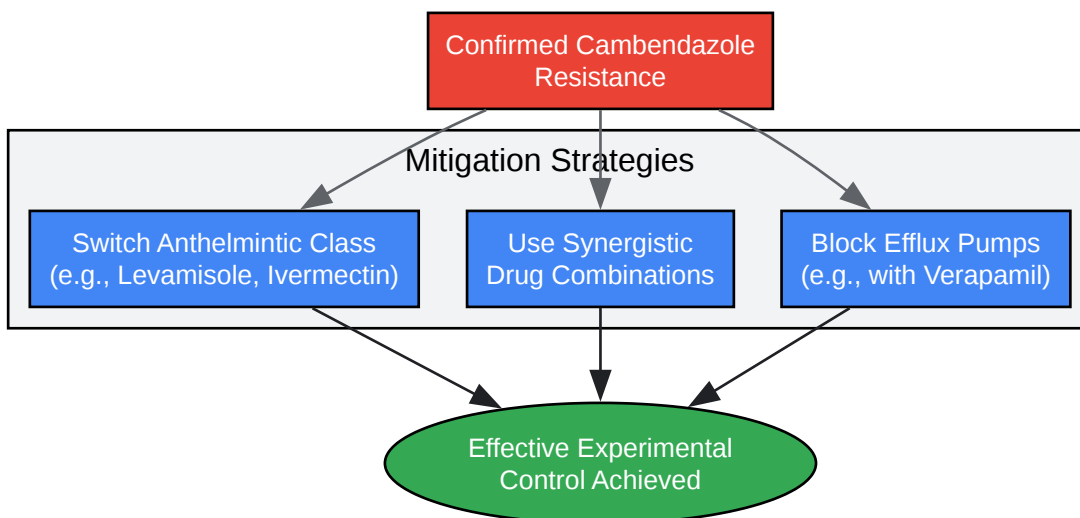 Confirmed Cambendazole
Resistance
Mitigation Strategies
Switch Anthelmintic Class
(e.g., Levamisole, Ivermectin)
Use Synergistic
Drug Combinations
Block Efflux Pumps
(e.g., with Verapamil)
Effective Experimental
Control Achieved